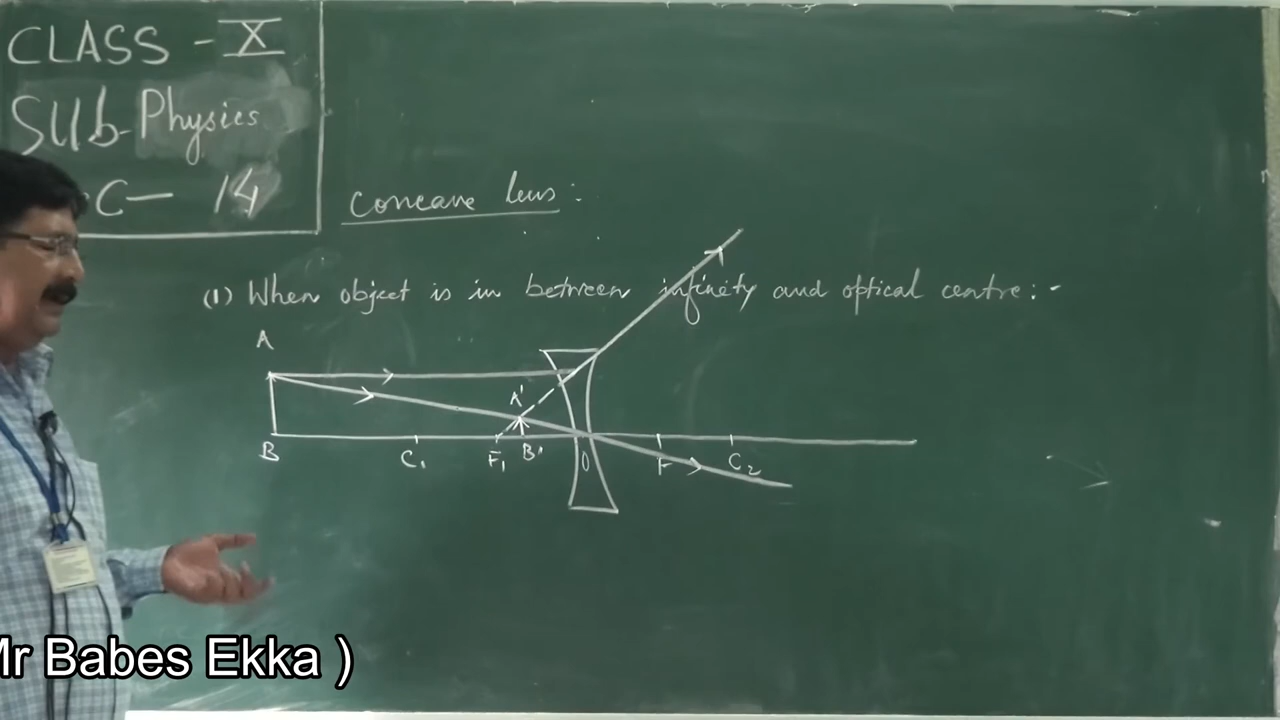 CLASS - X
Sub- Physics
C- 14
Concave lens:
(1) When object is in between infinity and optical centre:-
A
A'
B C₁ F₁ B' O F C₂
Mr Babes Ekka )